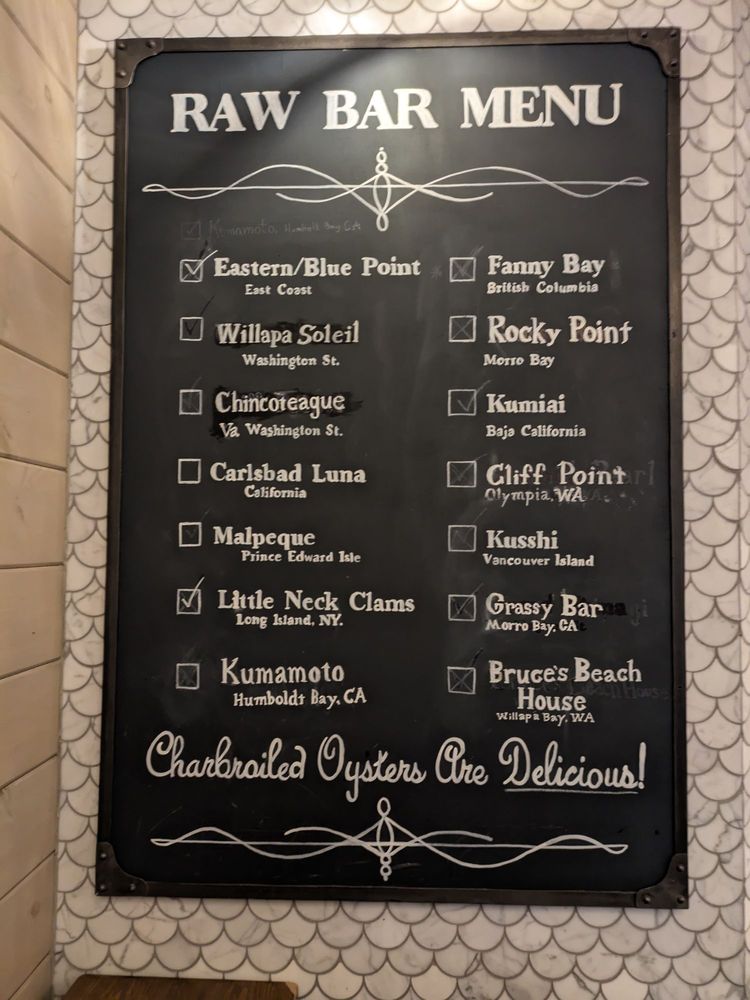 RAW BAR MENU
Kumamoto, Humboldt Bay, CA
Eastern/Blue Point
East Coast
Willapa Soleil
Washington St.
Chincoteague
Va Washington St.
Carlsbad Luna
California
Malpeque
Prince Edward Isle
Little Neck Clams
Long Island, NY.
Kumamoto
Humboldt Bay, CA
Fanny Bay
British Columbia
Rocky Point
Morro Bay
Kumiai
Baja California
Cliff Point
Olympia, WA
Kusshi
Vancouver Island
Grassy Bar
Morro Bay, CA
Bruce's Beach
House
Willapa Bay, WA
Charbroiled Oysters Are Delicious!